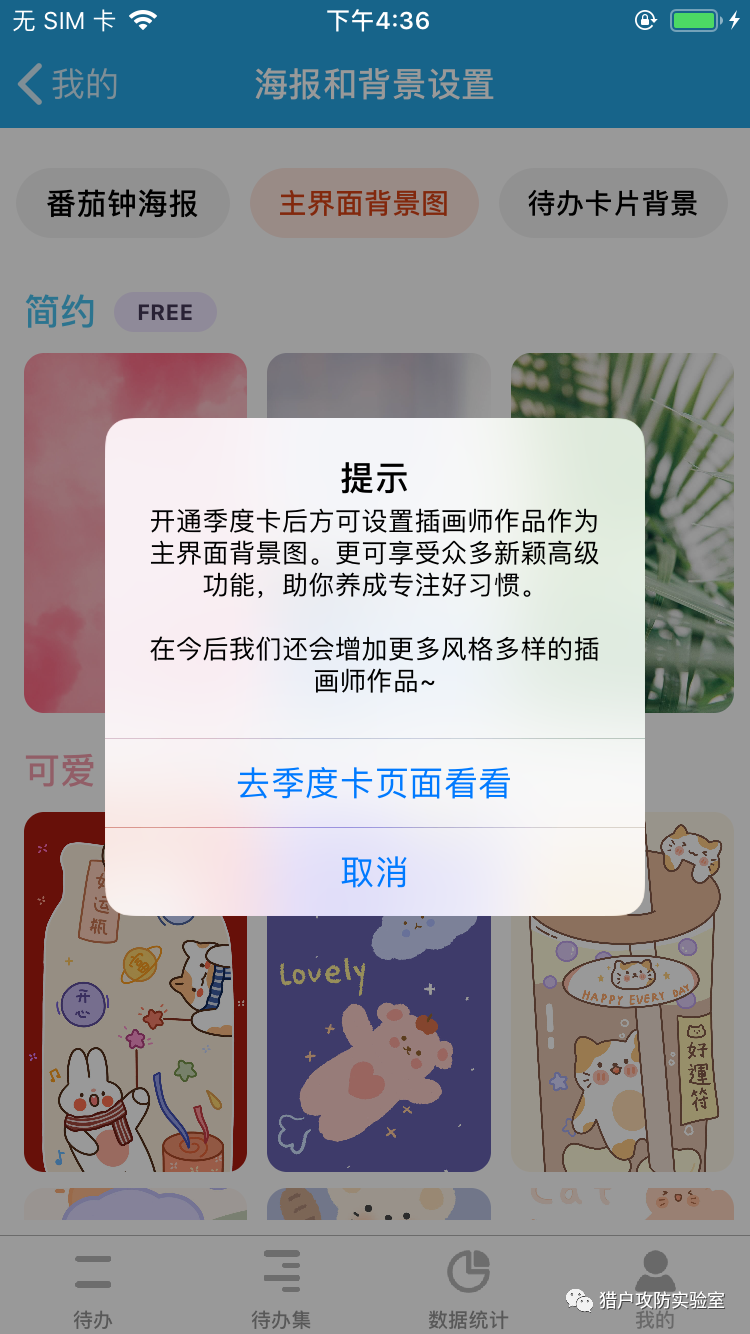 无 SIM 卡
下午4:36
我的
海报和背景设置
番茄钟海报
主界面背景图
待办卡片背景
简约
FREE
提示
开通季度卡后方可设置插画师作品作为
主界面背景图。更可享受众多新颖高级
功能，助你养成专注好习惯。
在今后我们还会增加更多风格多样的插
画师作品~
可爱
去季度卡页面看看
取消
好运瓶
开心
Lovely
HAPPY EVERY DAY
好運符
Cat
待办
待办集
数据统计
我的
猎户攻防实验室